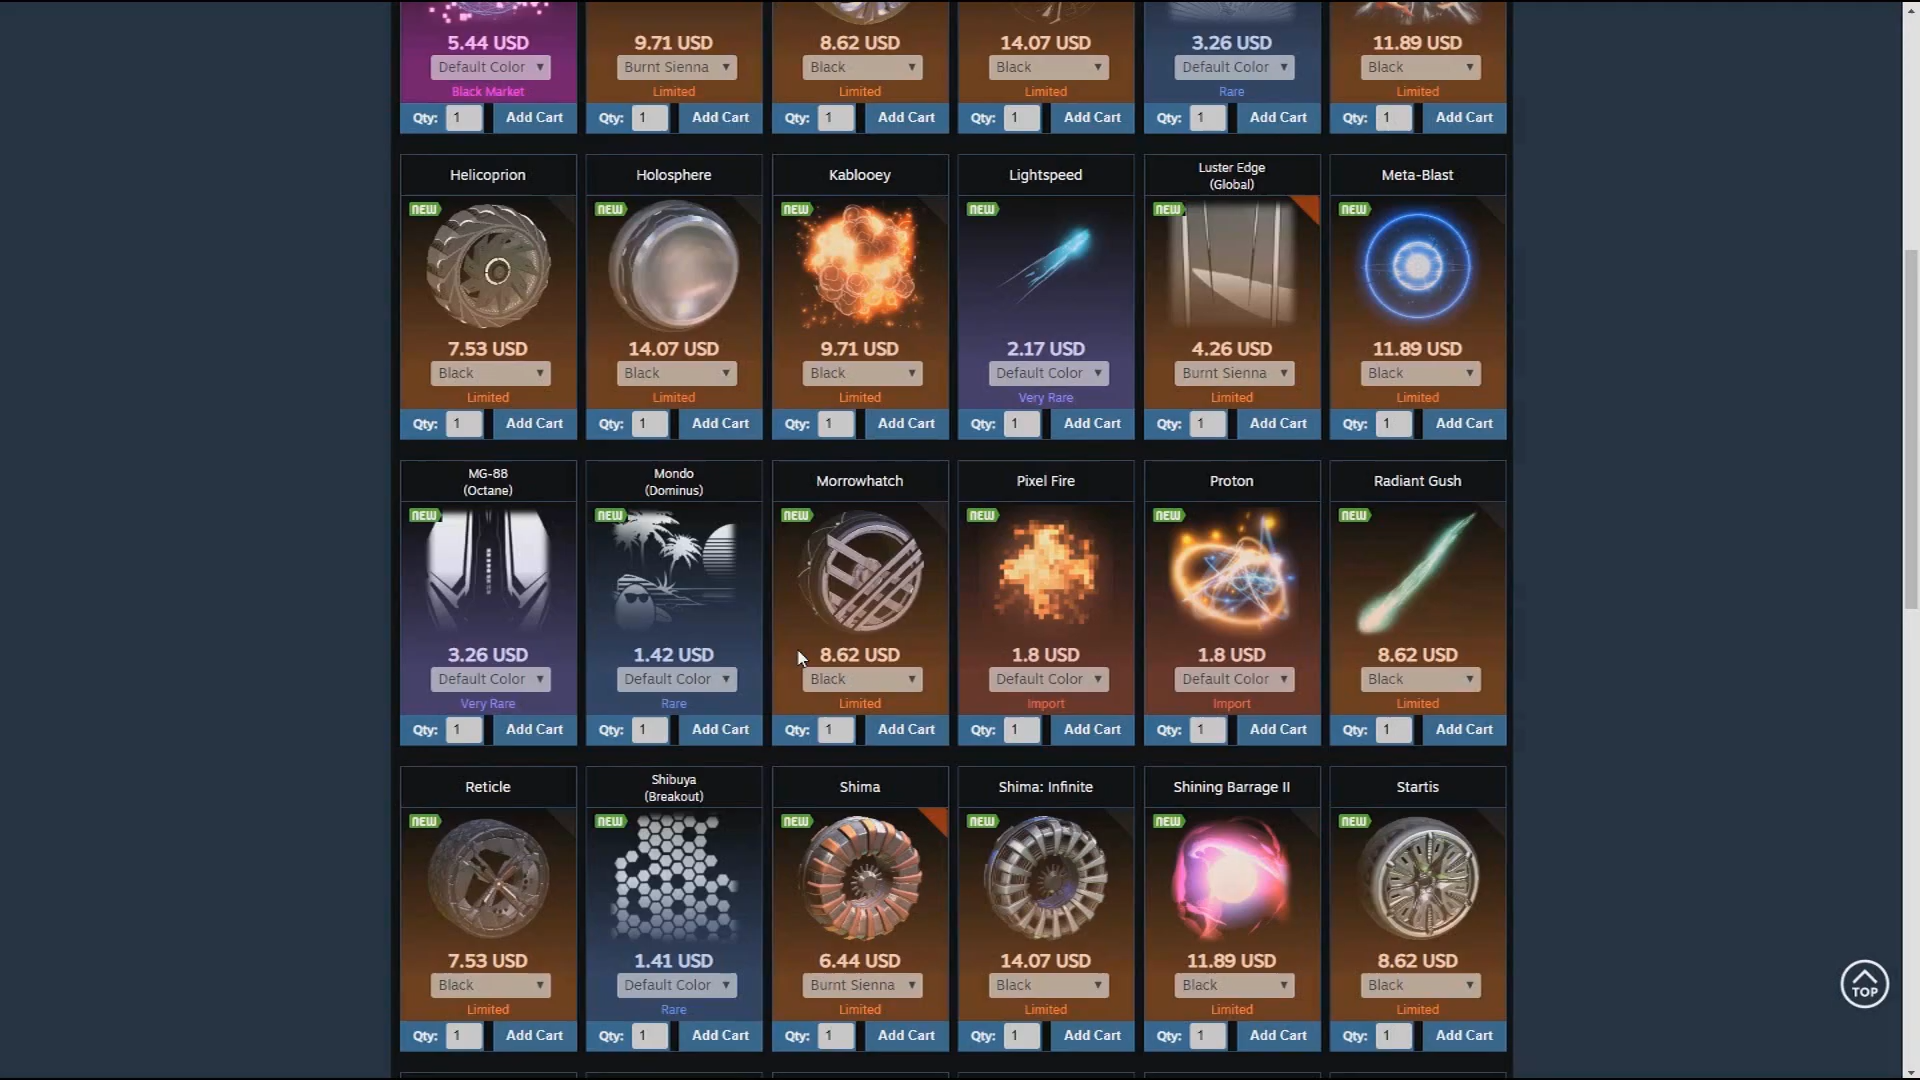 5.44 USD 9.71 USD 8.62 USD 14.07 USD 3.26 USD 11.89 USD
Default Color Burnt Sienna Black Black Default Color Black
Black Market Limited Limited Limited Rare Limited
Qty: 1 Add Cart Qty: 1 Add Cart Qty: 1 Add Cart Qty: 1 Add Cart Qty: 1 Add Cart Qty: 1 Add Cart
Helicoprion Holosphere Kablooey Lightspeed Luster Edge Meta-Blast
(Global)
NEW NEW NEW NEW NEW NEW
7.53 USD 14.07 USD 9.71 USD 2.17 USD 4.26 USD 11.89 USD
Black Black Black Default Color Burnt Sienna Black
Limited Limited Limited Very Rare Limited Limited
Qty: 1 Add Cart Qty: 1 Add Cart Qty: 1 Add Cart Qty: 1 Add Cart Qty: 1 Add Cart Qty: 1 Add Cart
MG-88 Mondo Morrowhatch Pixel Fire Proton Radiant Gush
(Octane) (Dominus)
NEW NEW NEW NEW NEW NEW
3.26 USD 1.42 USD 8.62 USD 1.8 USD 1.8 USD 8.62 USD
Default Color Default Color Black Default Color Default Color Black
Very Rare Rare Limited Import Import Limited
Qty: 1 Add Cart Qty: 1 Add Cart Qty: 1 Add Cart Qty: 1 Add Cart Qty: 1 Add Cart Qty: 1 Add Cart
Reticle Shibuya Shima Shima: Infinite Shining Barrage II Startis
(Breakout)
NEW NEW NEW NEW NEW NEW
7.53 USD 1.41 USD 6.44 USD 14.07 USD 11.89 USD 8.62 USD
Black Default Color Burnt Sienna Black Black Black
Limited Rare Limited Limited Limited Limited
Qty: 1 Add Cart Qty: 1 Add Cart Qty: 1 Add Cart Qty: 1 Add Cart Qty: 1 Add Cart Qty: 1 Add Cart
TOP